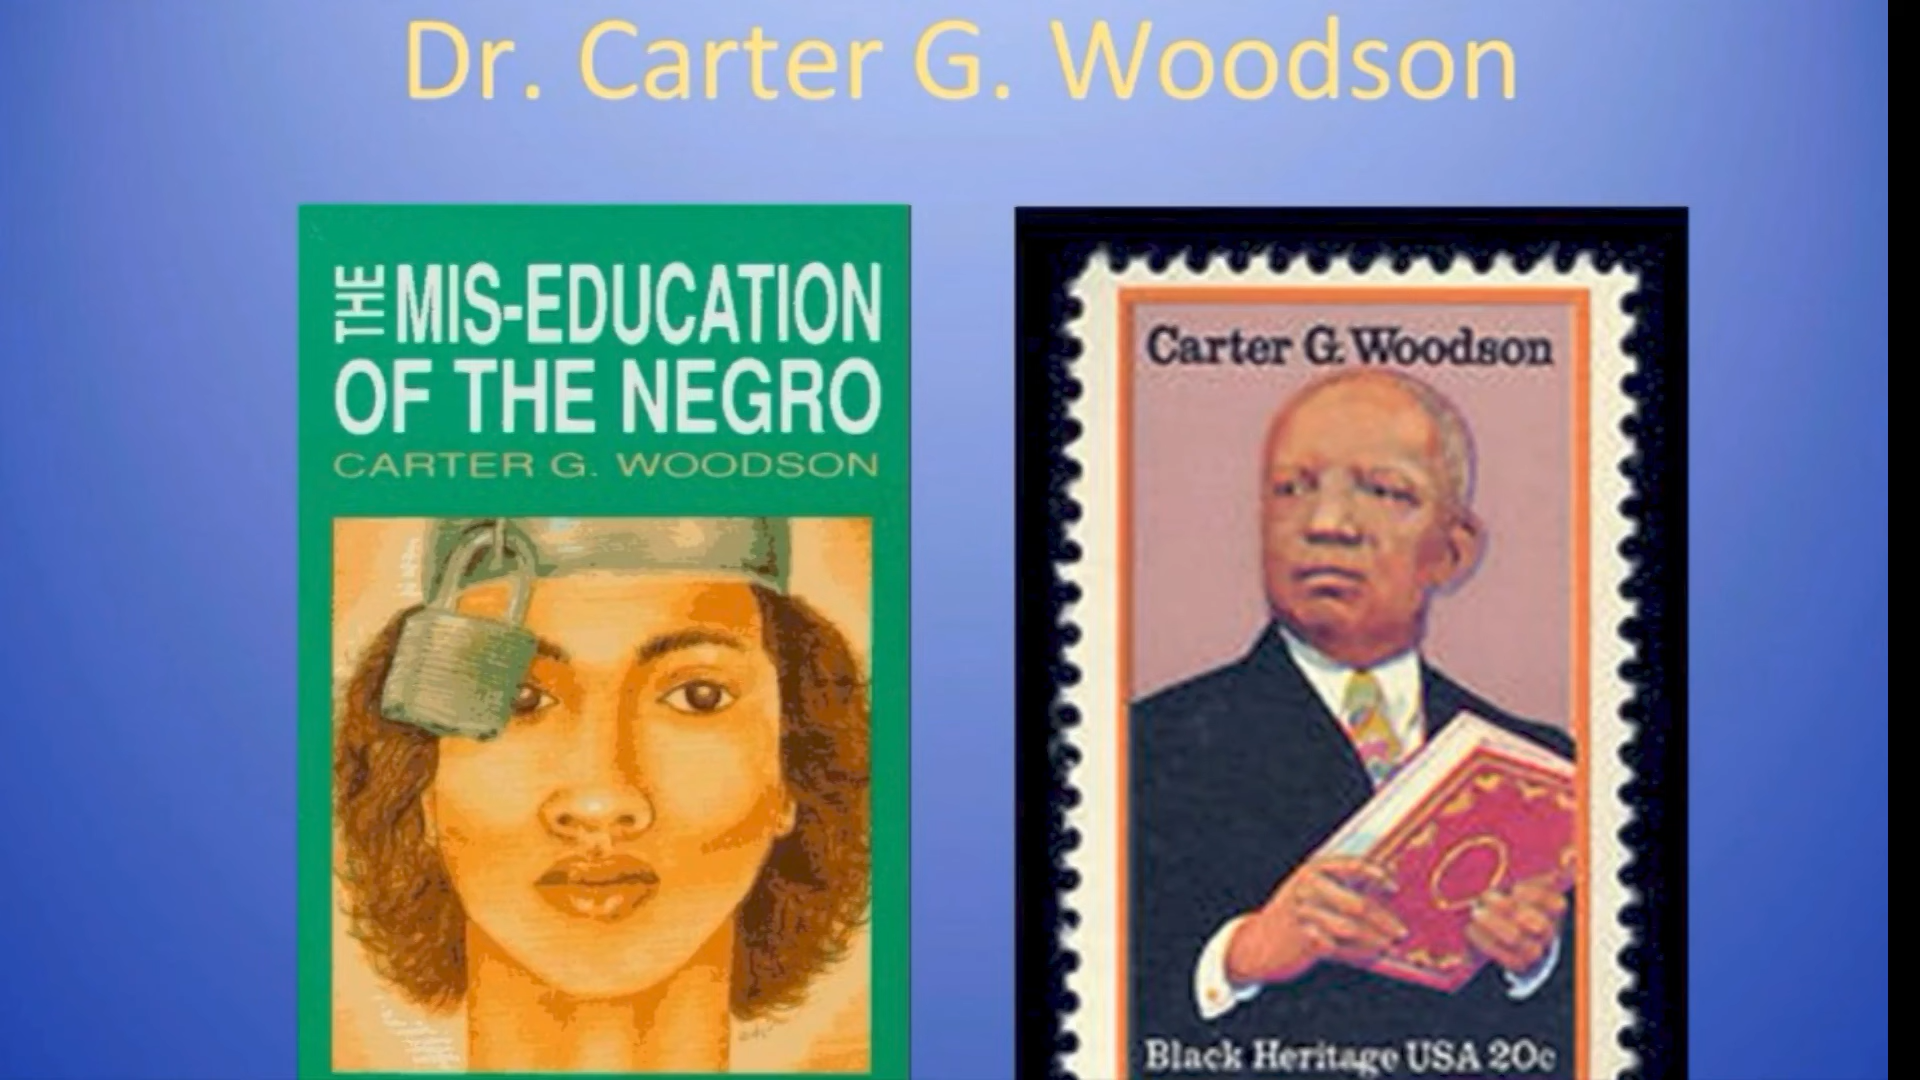 Dr. Carter G. Woodson
THE MIS-EDUCATION
OF THE NEGRO
CARTER G. WOODSON
Carter G. Woodson
Black Heritage USA 20c